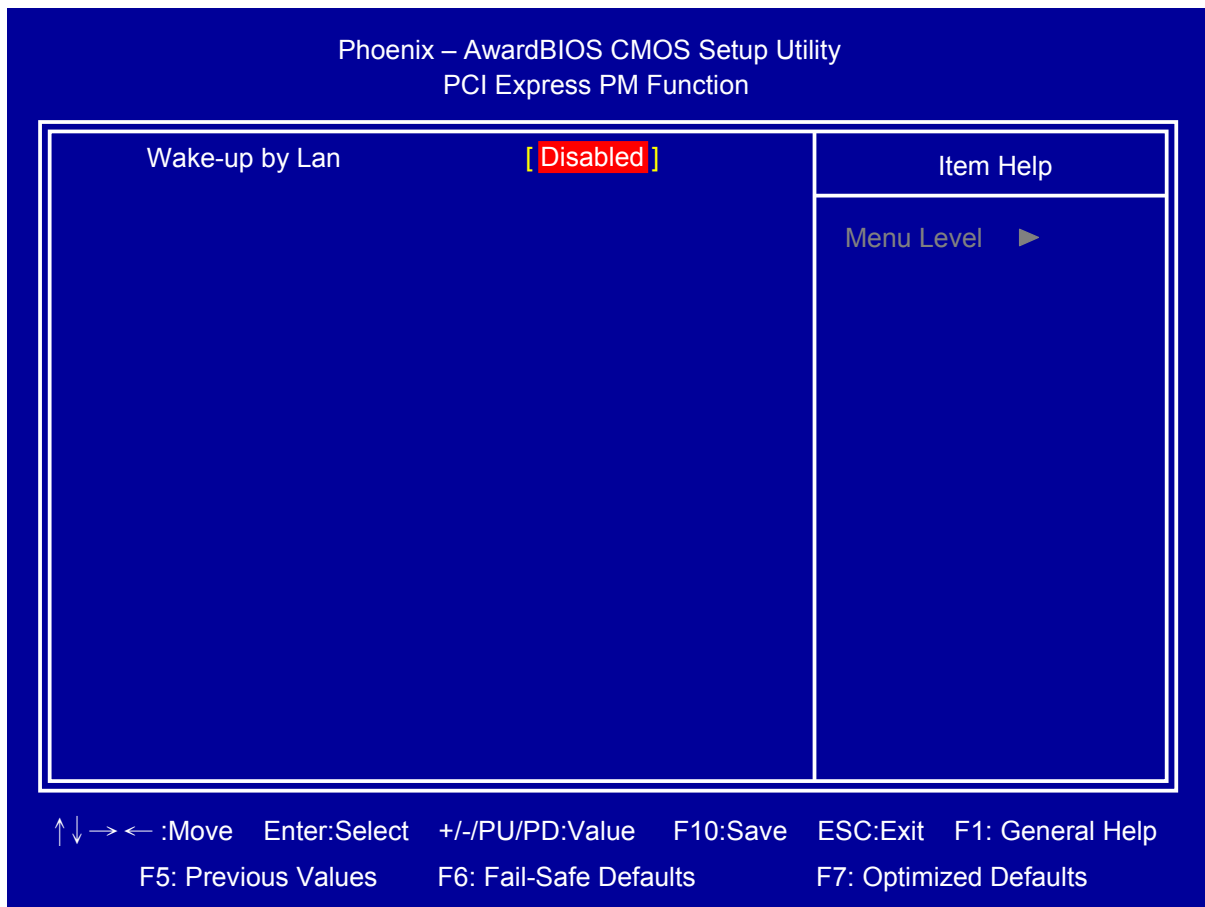 Phoenix – AwardBIOS CMOS Setup Utility
PCI Express PM Function
Wake-up by Lan [ Disabled ]
Item Help
Menu Level ►
↑↓→← :Move Enter:Select +/-/PU/PD:Value F10:Save ESC:Exit F1: General Help
F5: Previous Values F6: Fail-Safe Defaults F7: Optimized Defaults